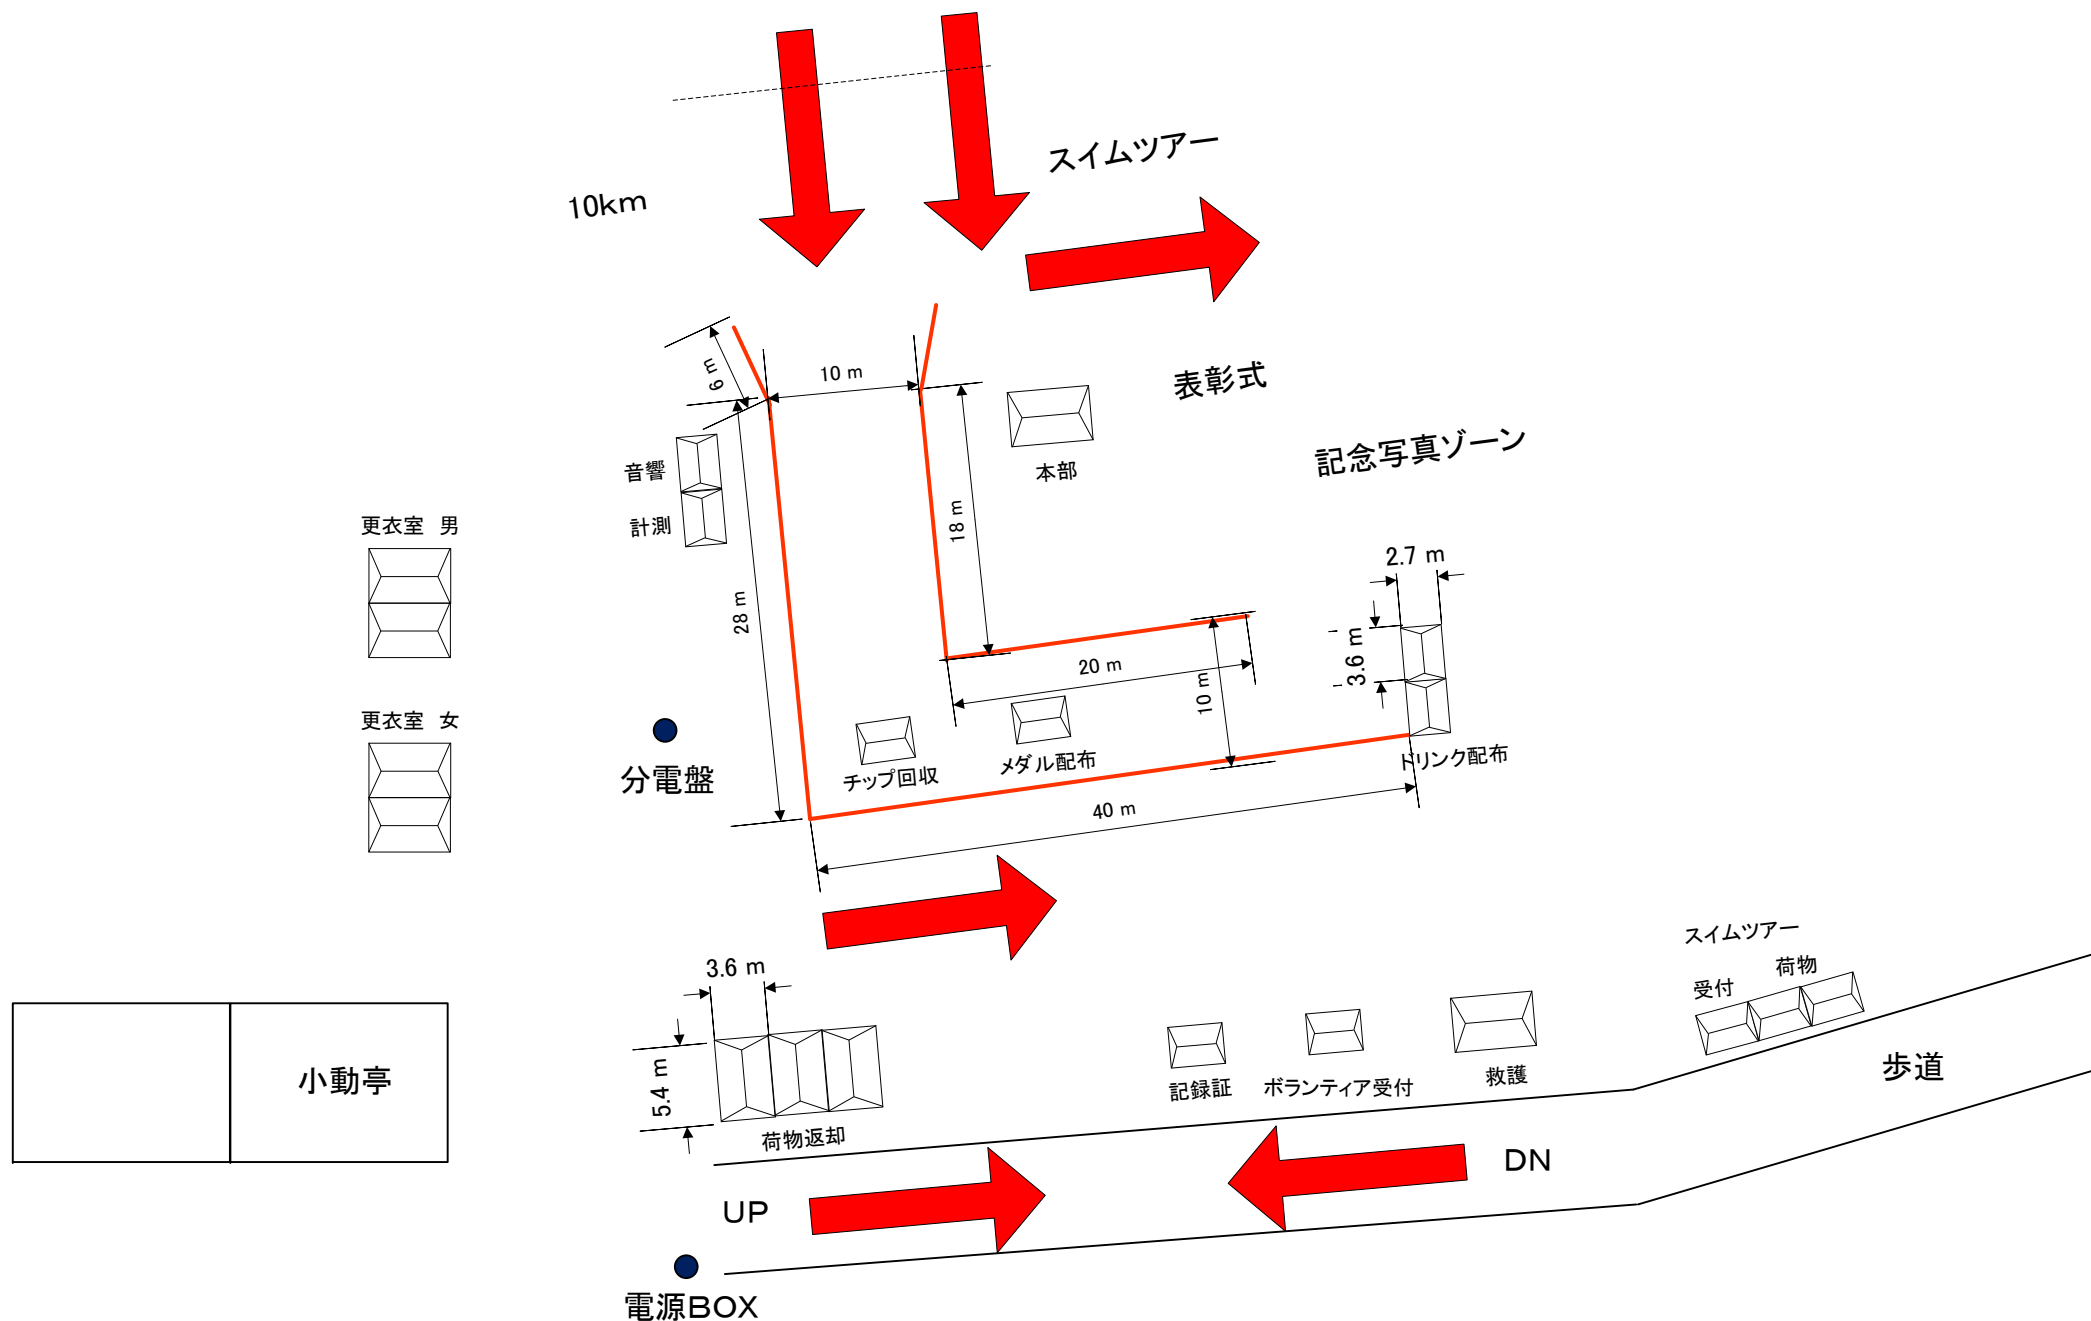 スイムツアー
10km
6 m
10 m
表彰式
記念写真ゾーン
音響
本部
計測
更衣室 男
18 m
2.7 m
28 m
3.6 m
20 m
10 m
更衣室 女
分電盤
チップ回収
メダル配布
ドリンク配布
40 m
スイムツアー
3.6 m
受付
荷物
5.4 m
小動亭
記録証
ボランティア受付
救護
歩道
荷物返却
UP
DN
電源BOX